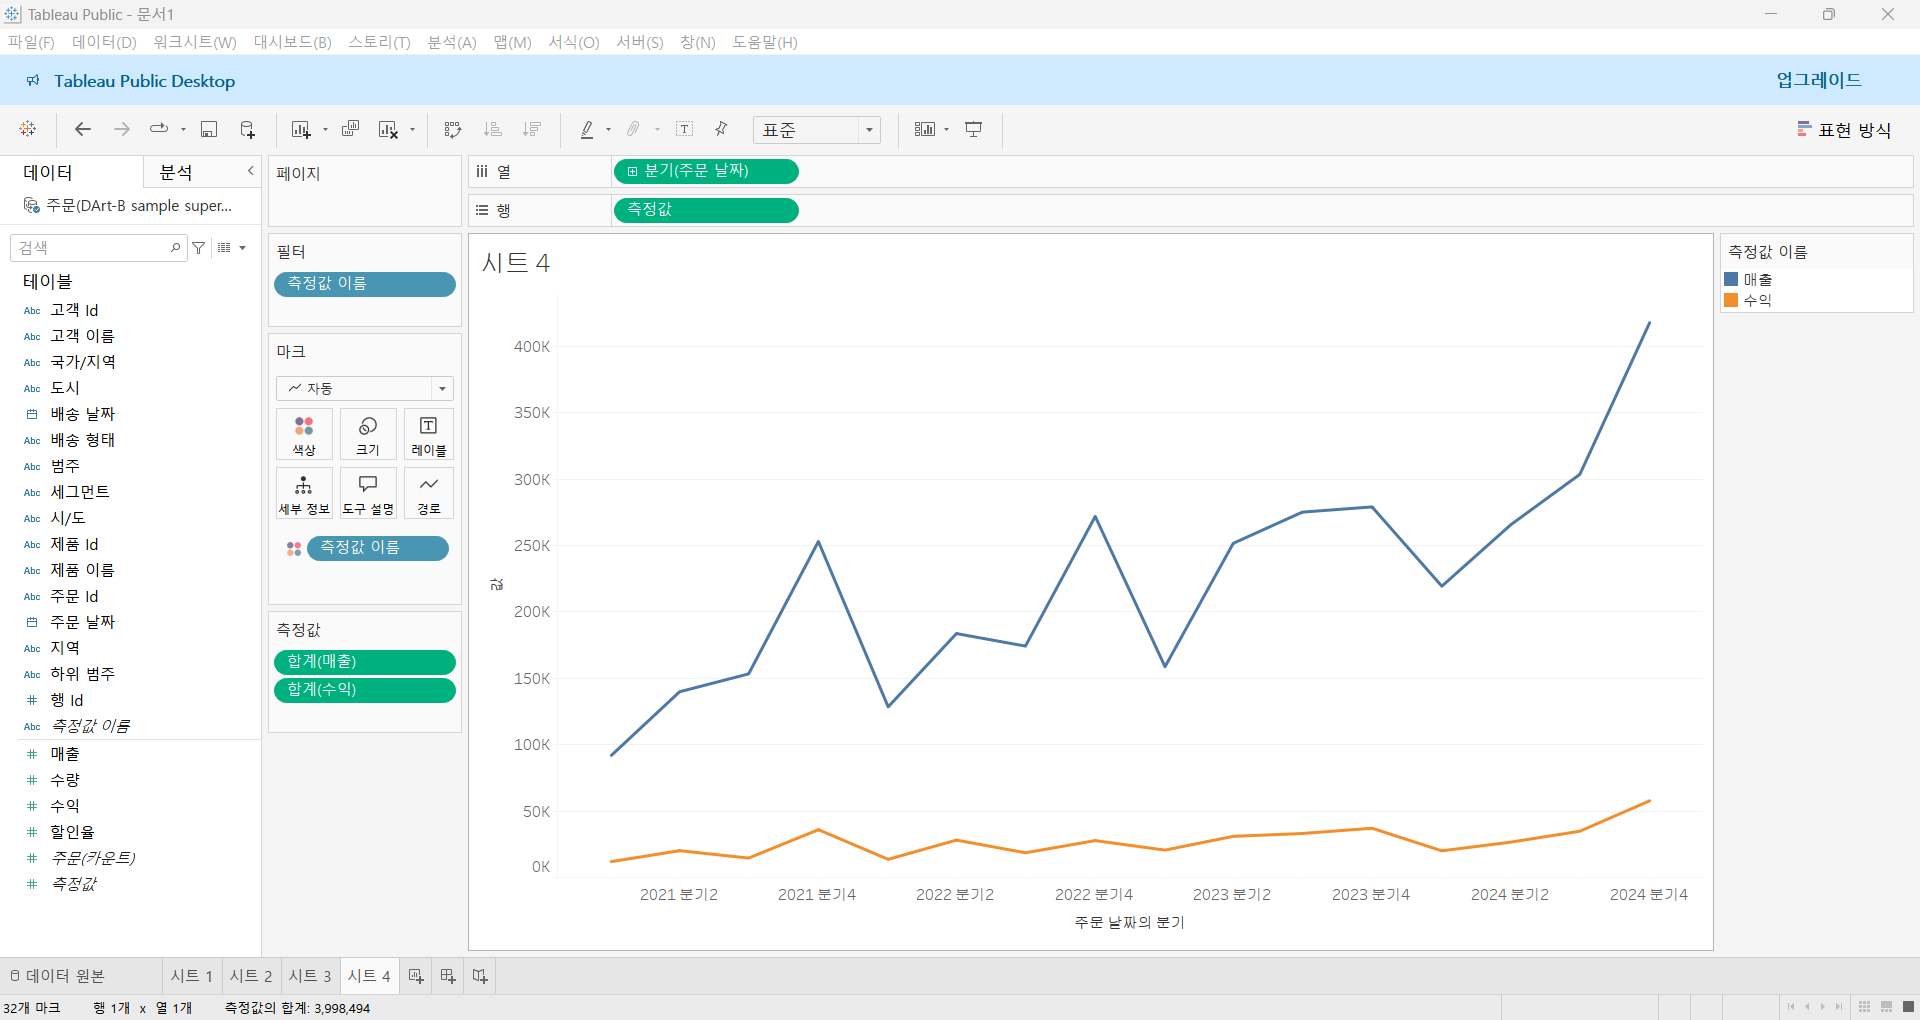 Tableau Public - 문서1
파일(F) 데이터(D) 워크시트(W) 대시보드(B) 스토리(T) 분석(A) 맵(M) 서식(O) 서버(S) 창(N) 도움말(H)
Tableau Public Desktop 업그레이드
표준 표현 방식
데이터 분석
주문(DArt-B sample super...
검색
테이블
Abc 고객 Id
Abc 고객 이름
Abc 국가/지역
Abc 도시
배송 날짜
Abc 배송 형태
Abc 범주
Abc 세그먼트
Abc 시/도
Abc 제품 Id
Abc 제품 이름
Abc 주문 Id
주문 날짜
Abc 지역
Abc 하위 범주
# 행 Id
Abc 측정값 이름
# 매출
# 수량
# 수익
# 할인율
# 주문(카운트)
# 측정값
페이지
필터
측정값 이름
마크
자동
색상 크기 레이블
세부 정보 도구 설명 경로
측정값 이름
측정값
합계(매출)
합계(수익)
열 분기(주문 날짜)
행 측정값
시트 4
값
400K
350K
300K
250K
200K
150K
100K
50K
0K
2021 분기2 2021 분기4 2022 분기2 2022 분기4 2023 분기2 2023 분기4 2024 분기2 2024 분기4
주문 날짜의 분기
측정값 이름
매출
수익
데이터 원본 시트 1 시트 2 시트 3 시트 4
32개 마크 행 1개 x 열 1개 측정값의 합계: 3,998,494